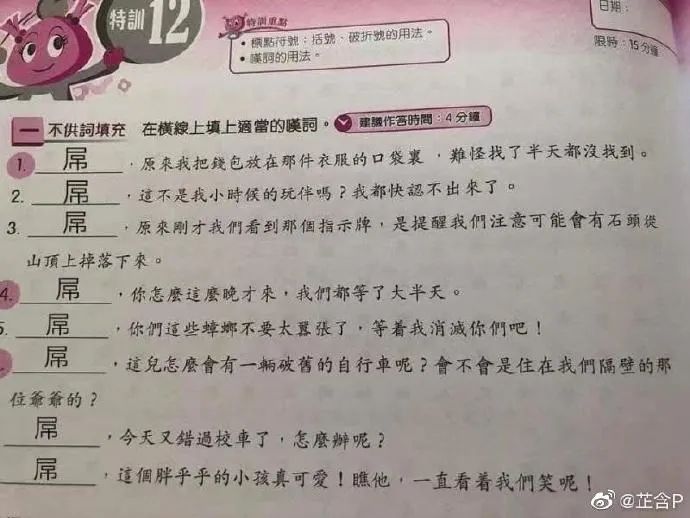 特訓 12
特訓重點
• 標點符號：括號、破折號的用法。
• 嘆詞的用法。
日期：
限時：15分鐘
一 不供詞填充 在橫線上填上適當的嘆詞。 建議作答時間：4分鐘
1. 屌，原來我把錢包放在那件衣服的口袋裏，難怪找了半天都沒找到。
2. 屌，這不是我小時候的玩伴嗎？我都快認不出來了。
3. 屌，原來剛才我們看到那個指示牌，是提醒我們注意可能會有石頭從
山頂上掉落下來。
4. 屌，你怎麼這麼晚才來，我們都等了大半天。
5. 屌，你們這些蟑螂不要太囂張了，等着我消滅你們吧！
屌，這兒怎麼會有一輛破舊的自行車呢？會不會是住在我們隔壁的那
位爺爺的？
屌，今天又錯過校車了，怎麼辦呢？
屌，這個胖乎乎的小孩真可愛！瞧他，一直看着我們笑呢！
@芷含P